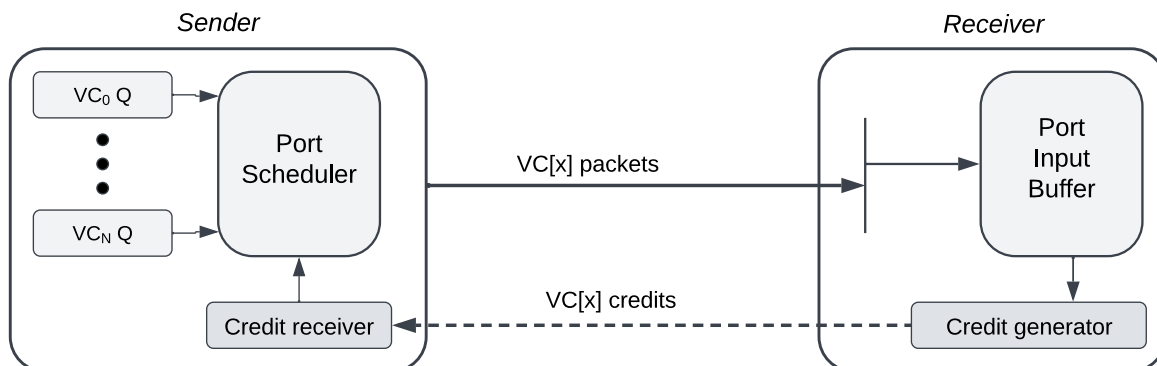 Sender
Receiver
VC₀ Q
Port
Scheduler
VC[x] packets
Port
Input
Buffer
VCN Q
VC[x] credits
Credit receiver
Credit generator